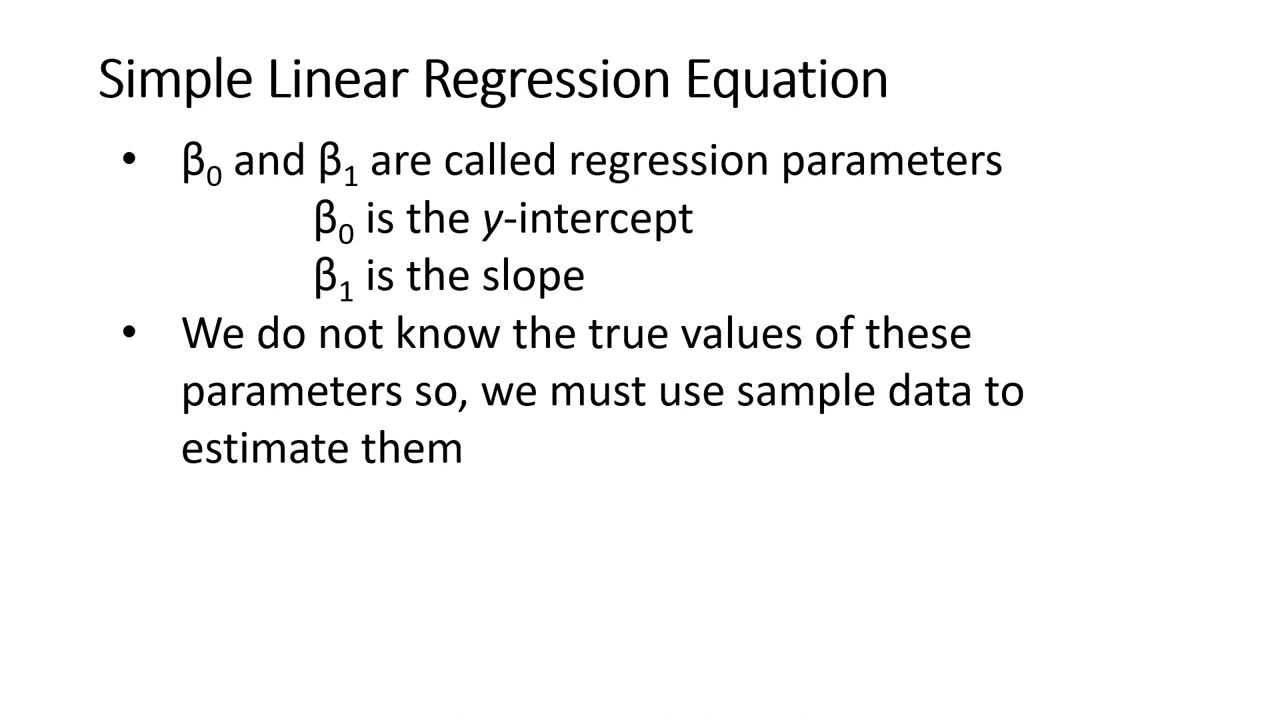 Simple Linear Regression Equation
• β₀ and β₁ are called regression parameters
β₀ is the y-intercept
β₁ is the slope
• We do not know the true values of these
parameters so, we must use sample data to
estimate them